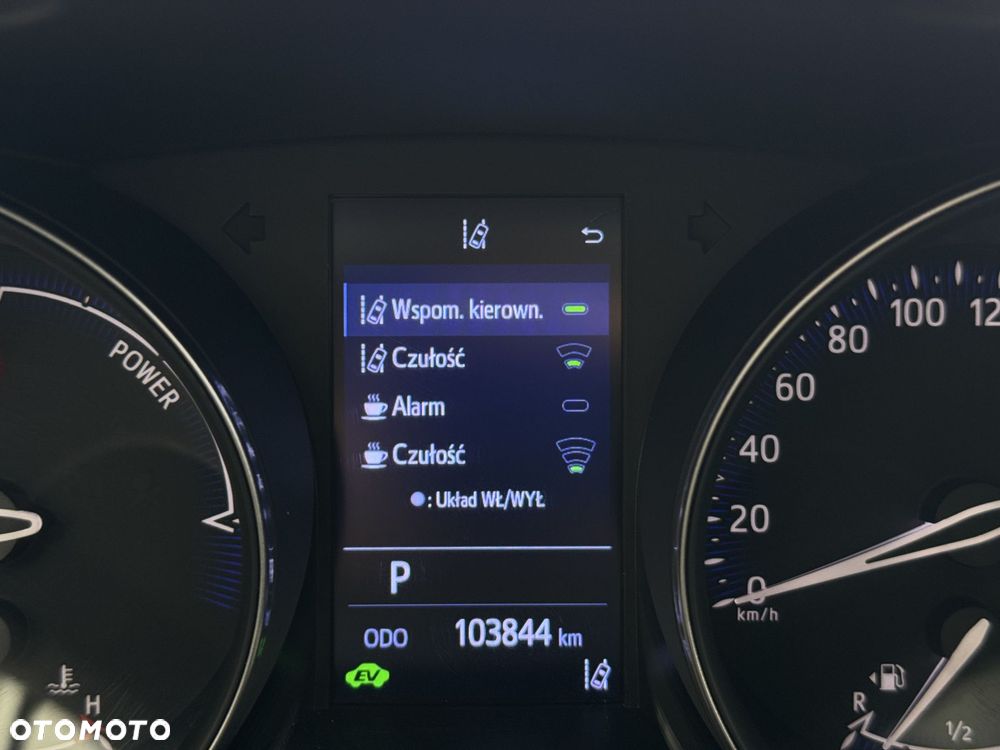 Wspom. kierown.
Czułość
Alarm
Czułość
: Układ WŁ/WYŁ
P
ODO 103844 km
EV
POWER
H
0
20
40
60
80
100
km/h
R
1/2
OTOMOTO